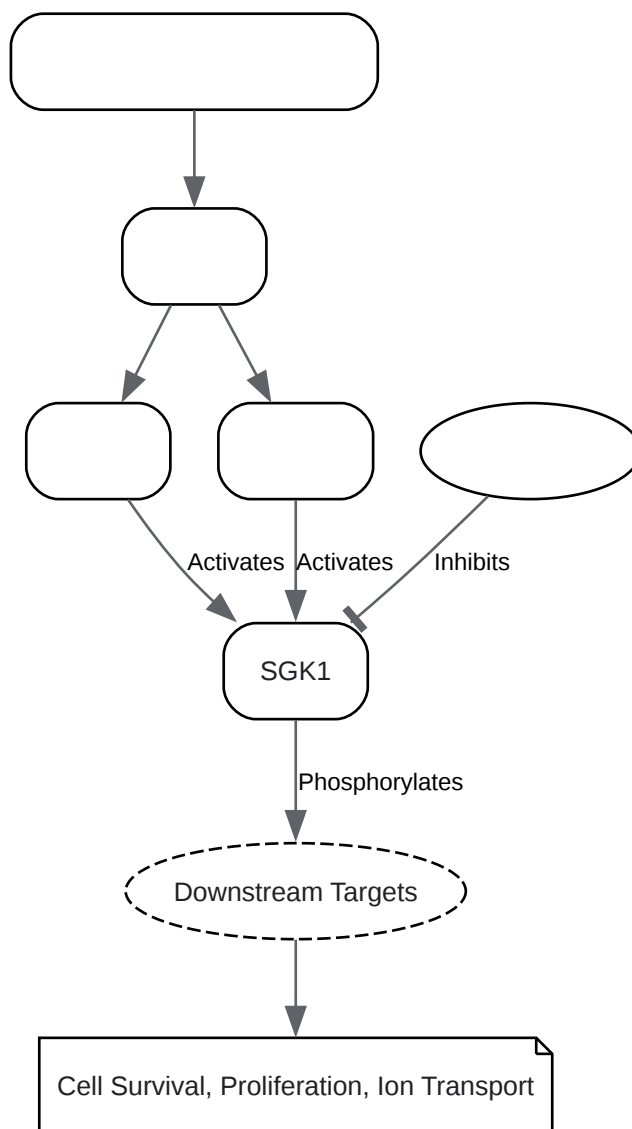 Activates
Activates
Inhibits
SGK1
Phosphorylates
Downstream Targets
Cell Survival, Proliferation, Ion Transport